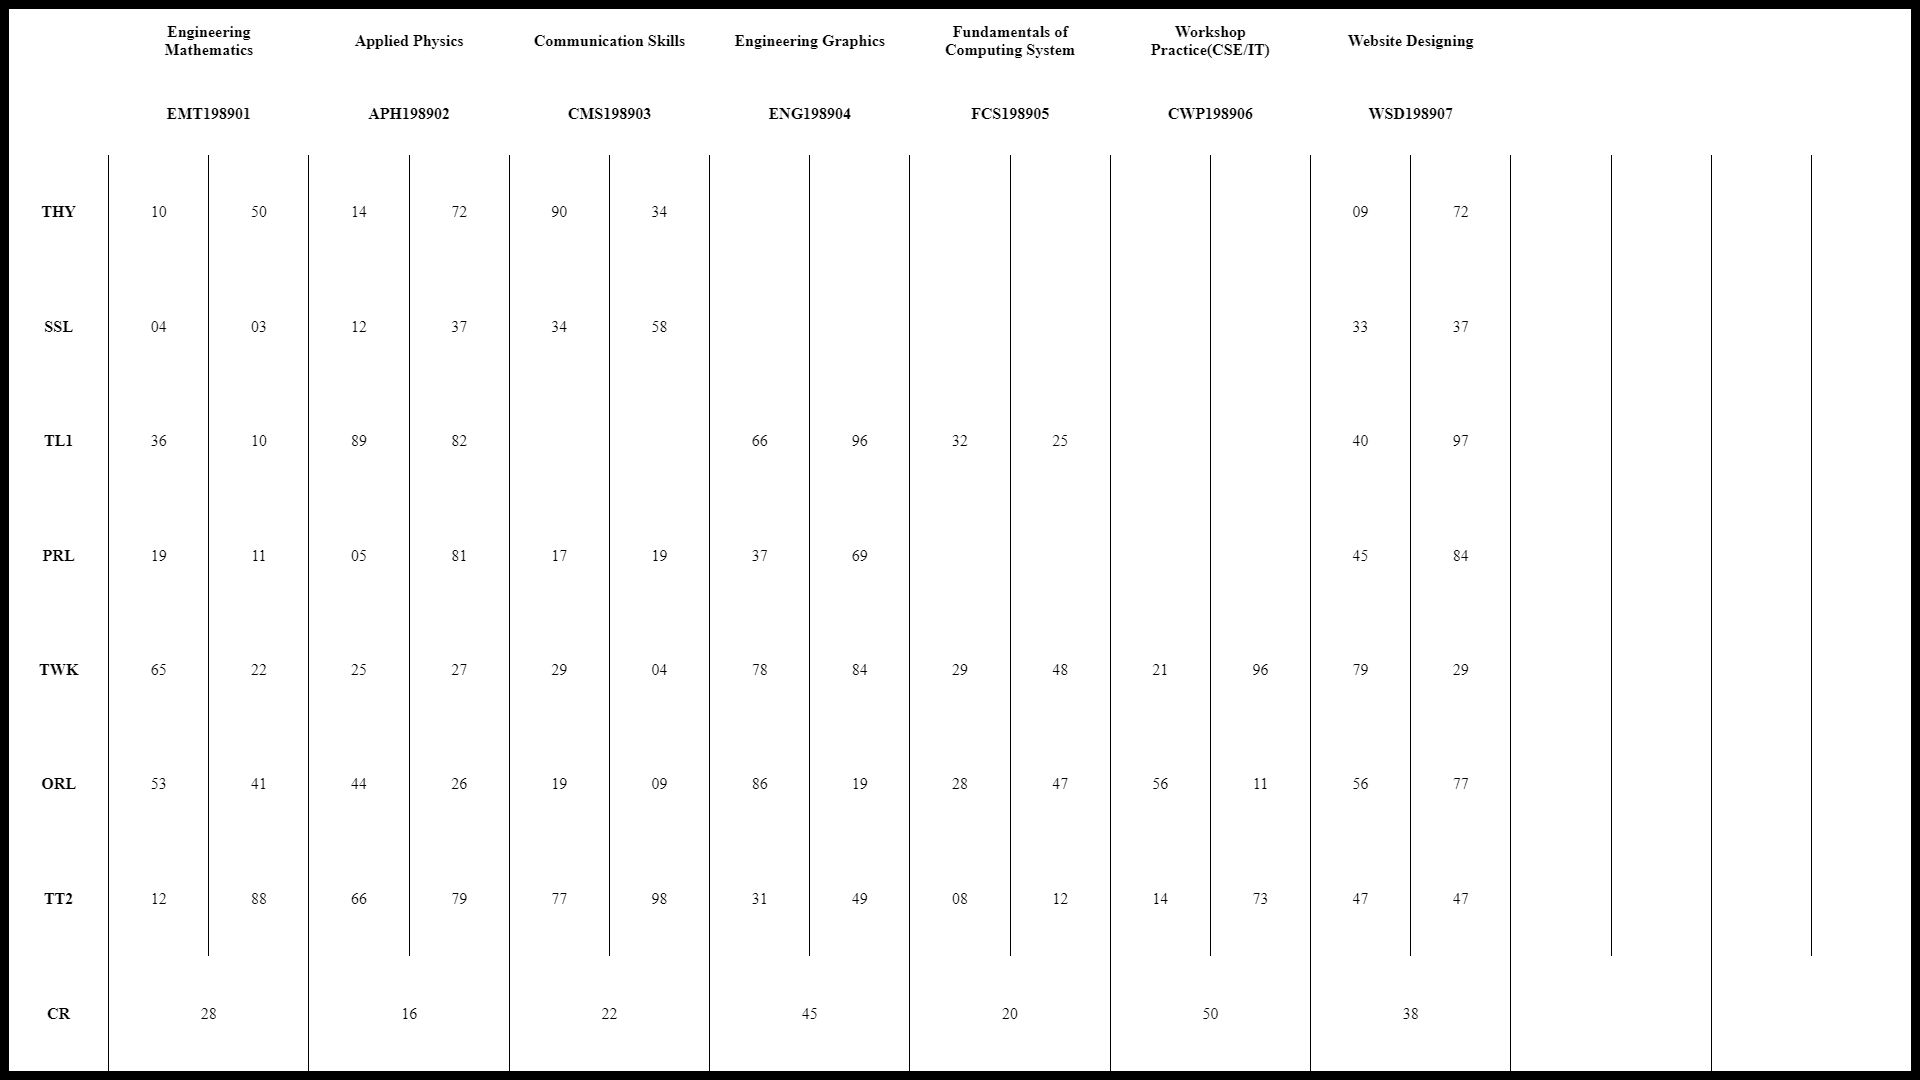 Engineering Mathematics Applied Physics Communication Skills Engineering Graphics Fundamentals of Computing System Workshop Practice(CSE/IT) Website Designing
EMT198901 APH198902 CMS198903 ENG198904 FCS198905 CWP198906 WSD198907
THY 10 50 14 72 90 34 09 72
SSL 04 03 12 37 34 58 33 37
TL1 36 10 89 82 66 96 32 25 40 97
PRL 19 11 05 81 17 19 37 69 45 84
TWK 65 22 25 27 29 04 78 84 29 48 21 96 79 29
ORL 53 41 44 26 19 09 86 19 28 47 56 11 56 77
TT2 12 88 66 79 77 98 31 49 08 12 14 73 47 47
CR 28 16 22 45 20 50 38